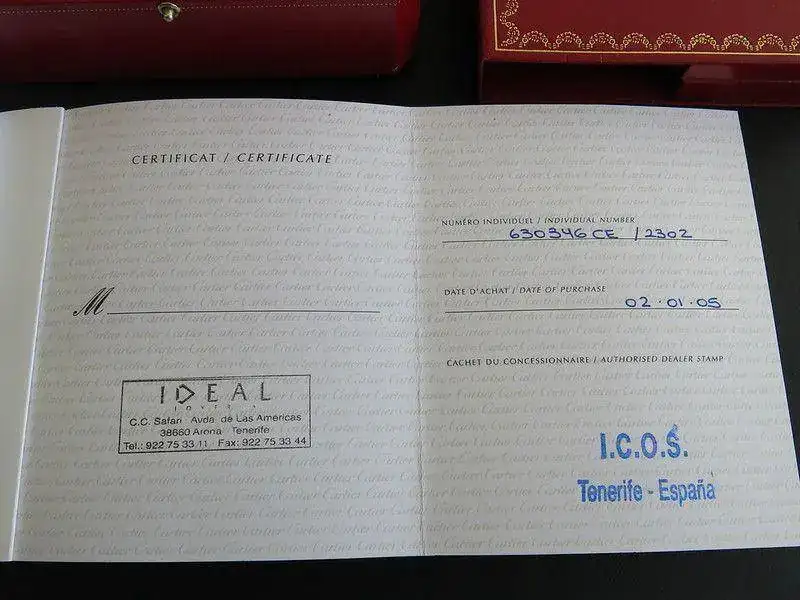 CERTIFICAT / CERTIFICATE
M
IDEAL
C.C. Safari Avda. de Las Americas
38660 Arona Tenerife
Tel.: 922 75 33 11 Fax: 922 75 33 44
NUMÉRO INDIVIDUEL / INDIVIDUAL NUMBER
630346 CE / 2302
DATE D'ACHAT / DATE OF PURCHASE
02·01·05
CACHET DU CONCESSIONNAIRE / AUTHORISED DEALER STAMP
I.C.O.S.
Tenerife - España